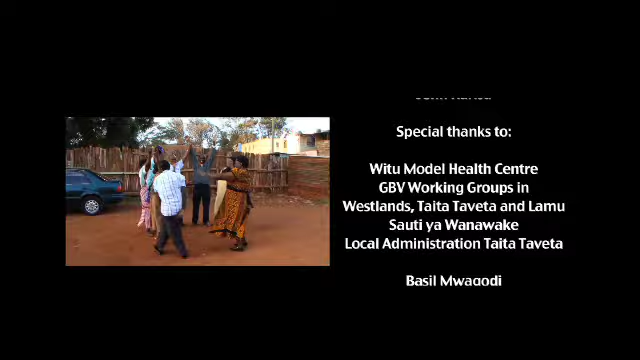 Special thanks to:
Witu Model Health Centre
GBV Working Groups in
Westlands, Taita Taveta and Lamu
Sauti ya Wanawake
Local Administration Taita Taveta
Basil Mwagodi